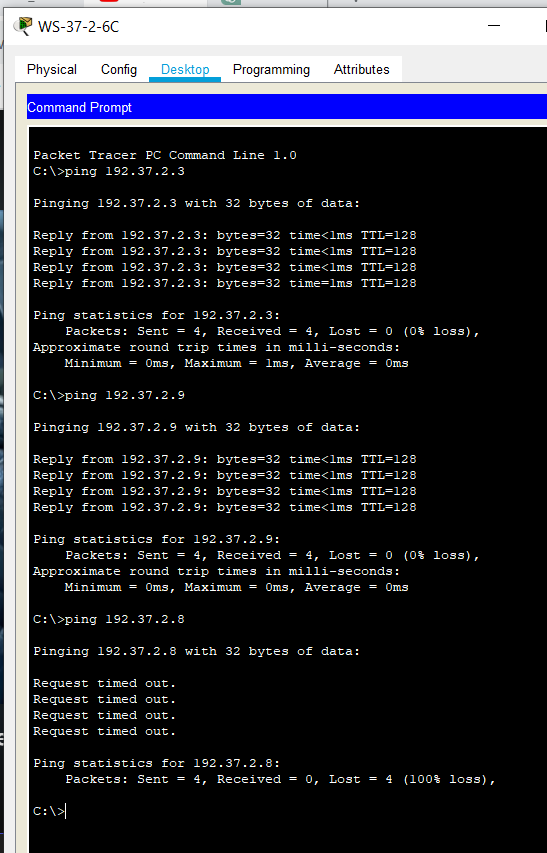 WS-37-2-6C
Physical Config Desktop Programming Attributes
Command Prompt
Packet Tracer PC Command Line 1.0
C:\>ping 192.37.2.3
Pinging 192.37.2.3 with 32 bytes of data:
Reply from 192.37.2.3: bytes=32 time<1ms TTL=128
Reply from 192.37.2.3: bytes=32 time<1ms TTL=128
Reply from 192.37.2.3: bytes=32 time<1ms TTL=128
Reply from 192.37.2.3: bytes=32 time=1ms TTL=128
Ping statistics for 192.37.2.3:
Packets: Sent = 4, Received = 4, Lost = 0 (0% loss),
Approximate round trip times in milli-seconds:
Minimum = 0ms, Maximum = 1ms, Average = 0ms
C:\>ping 192.37.2.9
Pinging 192.37.2.9 with 32 bytes of data:
Reply from 192.37.2.9: bytes=32 time<1ms TTL=128
Reply from 192.37.2.9: bytes=32 time<1ms TTL=128
Reply from 192.37.2.9: bytes=32 time<1ms TTL=128
Reply from 192.37.2.9: bytes=32 time<1ms TTL=128
Ping statistics for 192.37.2.9:
Packets: Sent = 4, Received = 4, Lost = 0 (0% loss),
Approximate round trip times in milli-seconds:
Minimum = 0ms, Maximum = 0ms, Average = 0ms
C:\>ping 192.37.2.8
Pinging 192.37.2.8 with 32 bytes of data:
Request timed out.
Request timed out.
Request timed out.
Request timed out.
Ping statistics for 192.37.2.8:
Packets: Sent = 4, Received = 0, Lost = 4 (100% loss),
C:\>